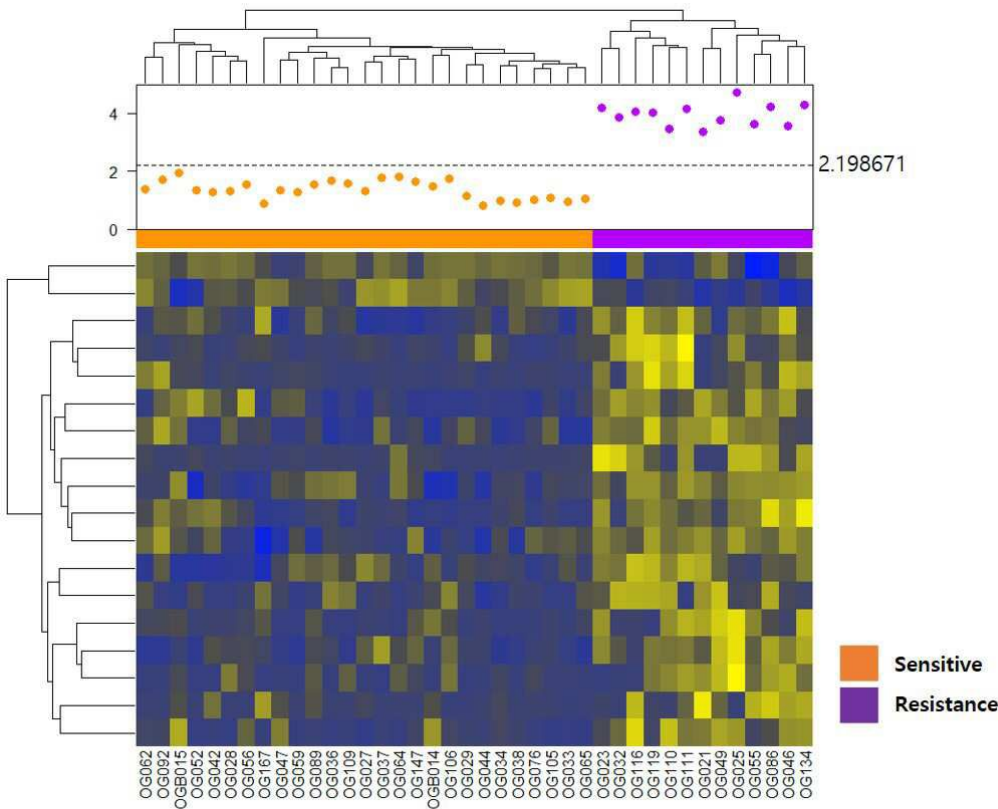 4
2
0
2.198671
Sensitive
Resistance
OG062
OG092
OGB015
OG052
OG042
OG028
OG056
OG167
OG047
OG059
OG089
OG036
OG109
OG027
OG037
OG064
OG147
OGB014
OG106
OG029
OG044
OG034
OG038
OG076
OG105
OG033
OG065
OG023
OG032
OG116
OG119
OG110
OG111
OG021
OG049
OG025
OG055
OG086
OG046
OG134